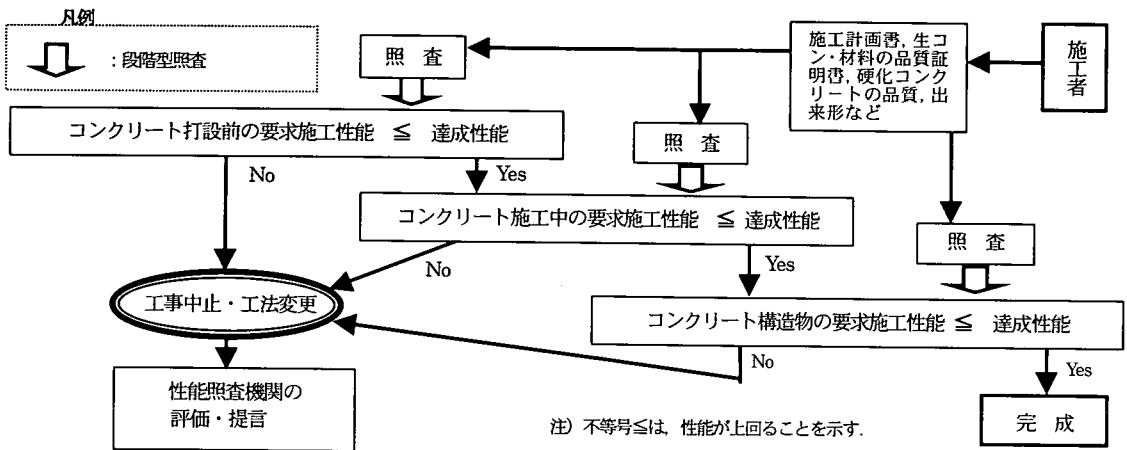 凡例
：段階型照査
照 査
施工計画書, 生コ
ン・材料の品質証
明書, 硬化コンク
リートの品質, 出
来形など
施工者
コンクリート打設前の要求施工性能 ≦ 達成性能
照 査
No
Yes
コンクリート施工中の要求施工性能 ≦ 達成性能
照 査
No
Yes
工事中止・工法変更
コンクリート構造物の要求施工性能 ≦ 達成性能
No
Yes
性能照査機関の
評価・提言
注) 不等号≦は, 性能が上回ることを示す.
完 成